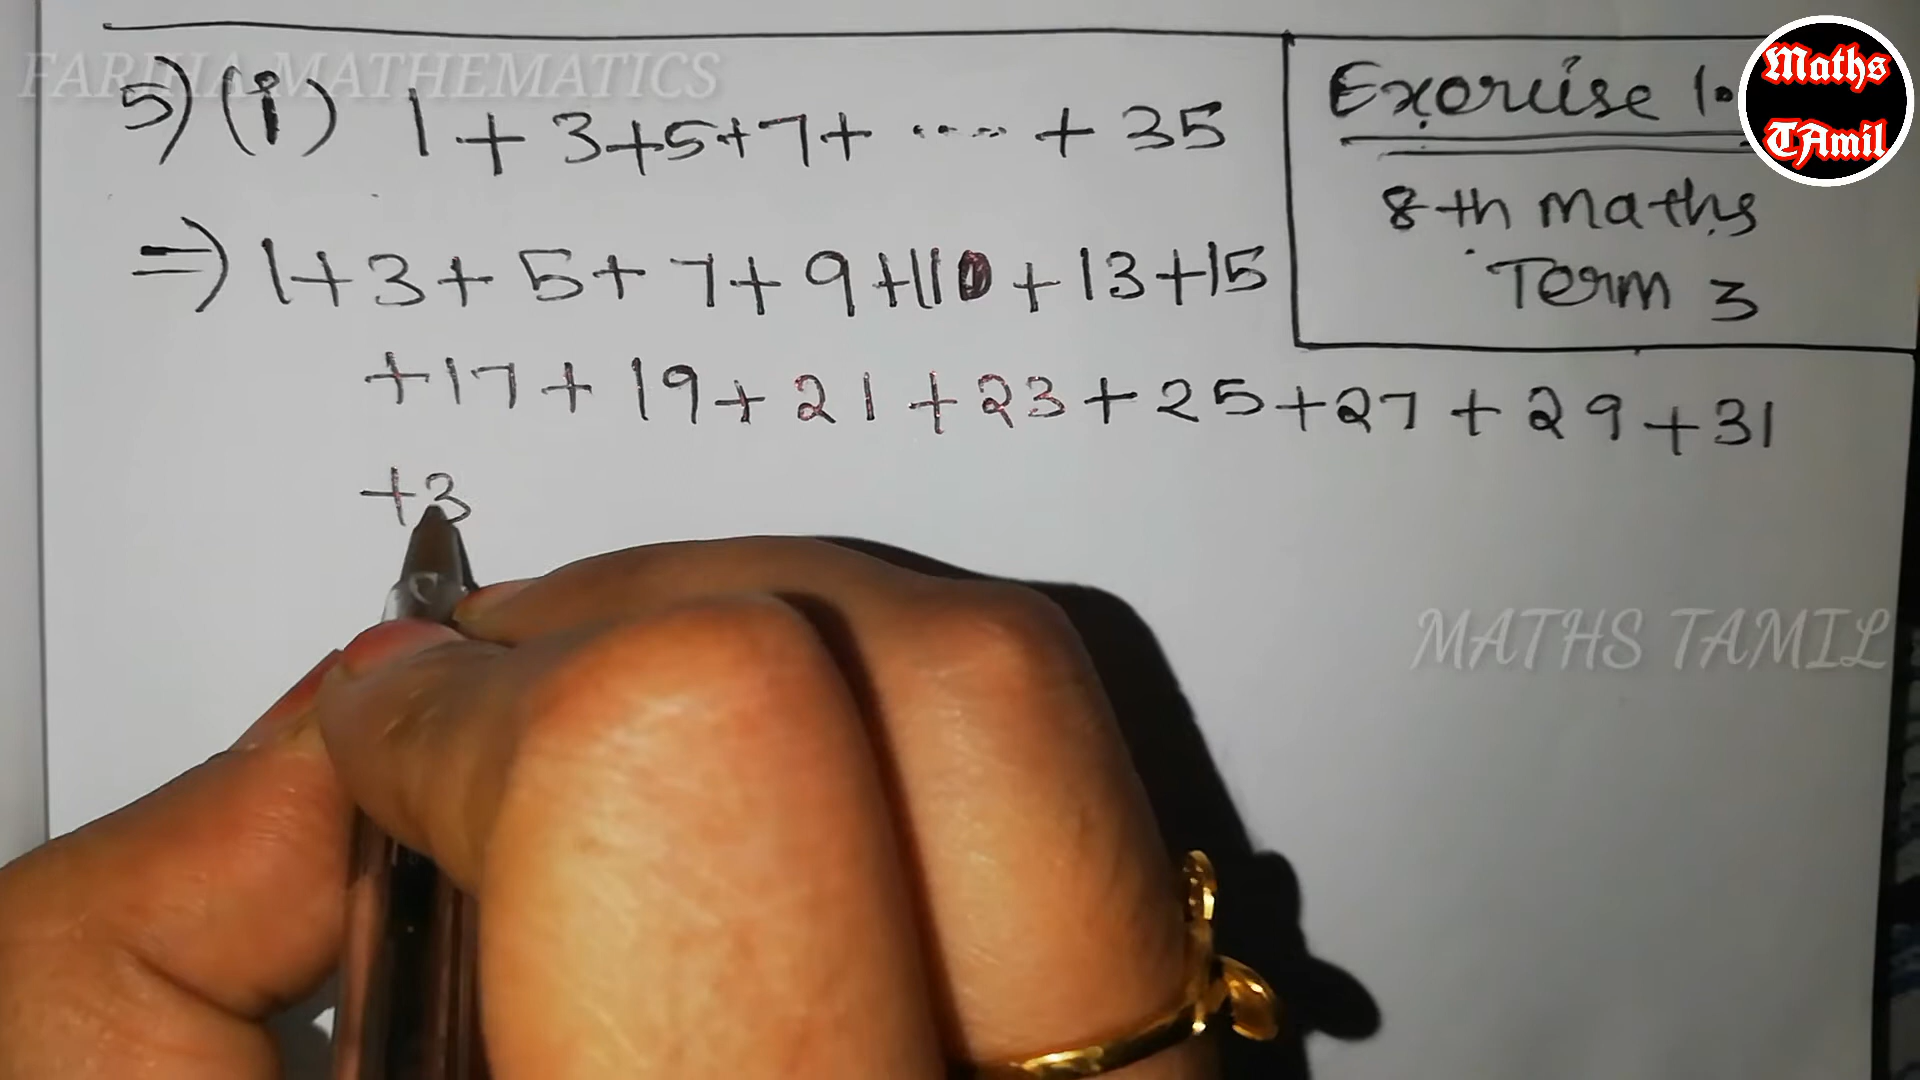 FARINA MATHEMATICS
5) (i) 1 + 3 + 5 + 7 + ..... + 35
⇒) 1 + 3 + 5 + 7 + 9 + 11 + 13 + 15
+ 17 + 19 + 21 + 23 + 25 + 27 + 29 + 31
+ 3
Exercise 1.
8th Maths
Term 3
Maths
TAmil
MATHS TAMIL